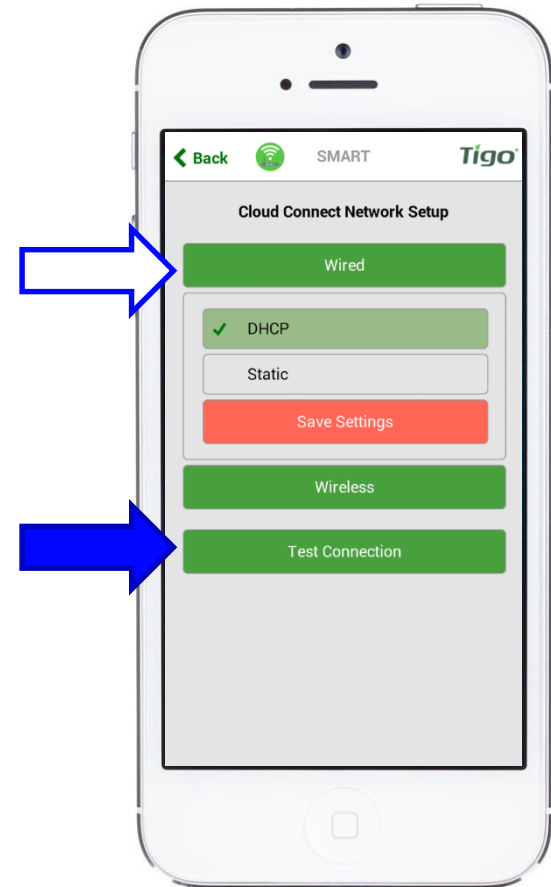 Back
SMART
Tigo
Cloud Connect Network Setup
Wired
DHCP
Static
Save Settings
Wireless
Test Connection